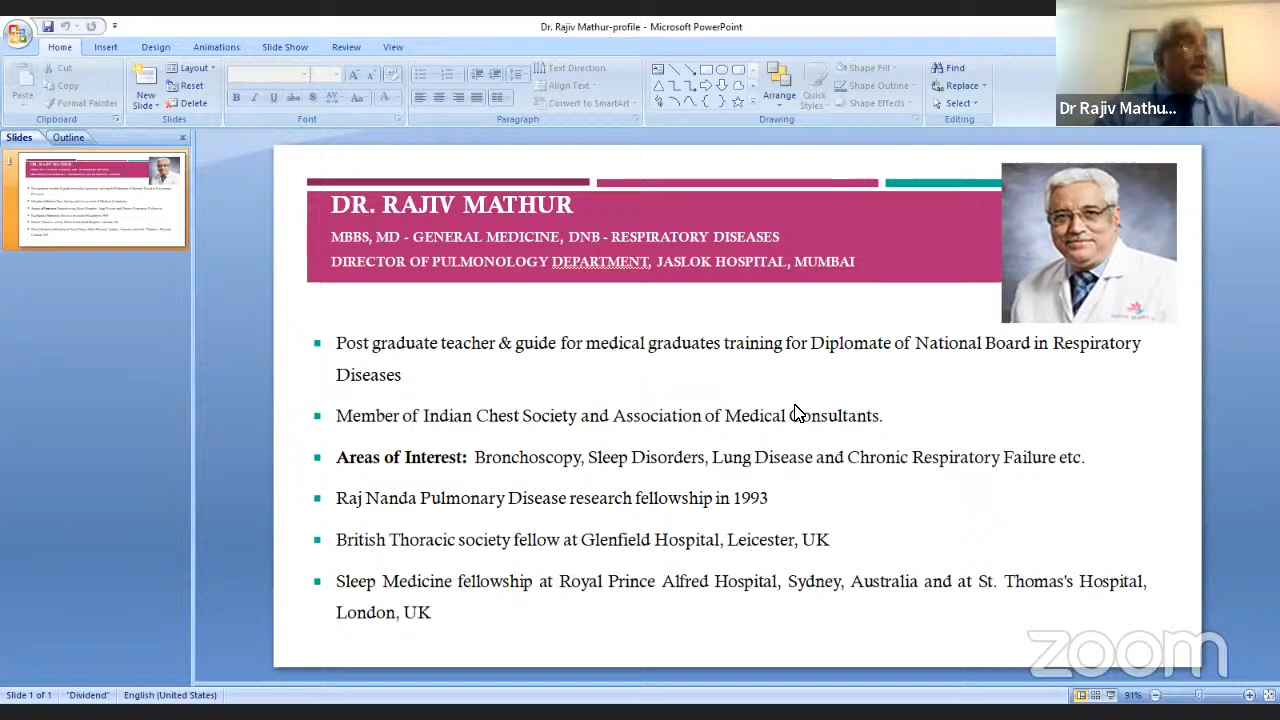 Dr. Rajiv Mathur-profile - Microsoft PowerPoint
Home Insert Design Animations Slide Show Review View
Paste
Cut
Copy
Format Painter
Clipboard
New Slide
Layout
Reset
Delete
Slides
B I U abc S AV Aa A
Font
Text Direction
Align Text
Convert to SmartArt
Paragraph
Arrange
Quick Styles
Shape Fill
Shape Outline
Shape Effects
Drawing
Find
Replace
Select
Editing
Dr Rajiv Mathu...
Slides Outline
1
DR. RAJIV MATHUR
MBBS, MD - GENERAL MEDICINE, DNB - RESPIRATORY DISEASES
DIRECTOR OF PULMONOLOGY DEPARTMENT, JASLOK HOSPITAL, MUMBAI
Post graduate teacher & guide for medical graduates training for Diplomate of National Board in Respiratory
Diseases
Member of Indian Chest Society and Association of Medical Consultants.
Areas of Interest: Bronchoscopy, Sleep Disorders, Lung Disease and Chronic Respiratory Failure etc.
Raj Nanda Pulmonary Disease research fellowship in 1993
British Thoracic society fellow at Glenfield Hospital, Leicester, UK
Sleep Medicine fellowship at Royal Prince Alfred Hospital, Sydney, Australia and at St. Thomas's Hospital,
London, UK
zoom
Slide 1 of 1 "Dividend" English (United States) 91%